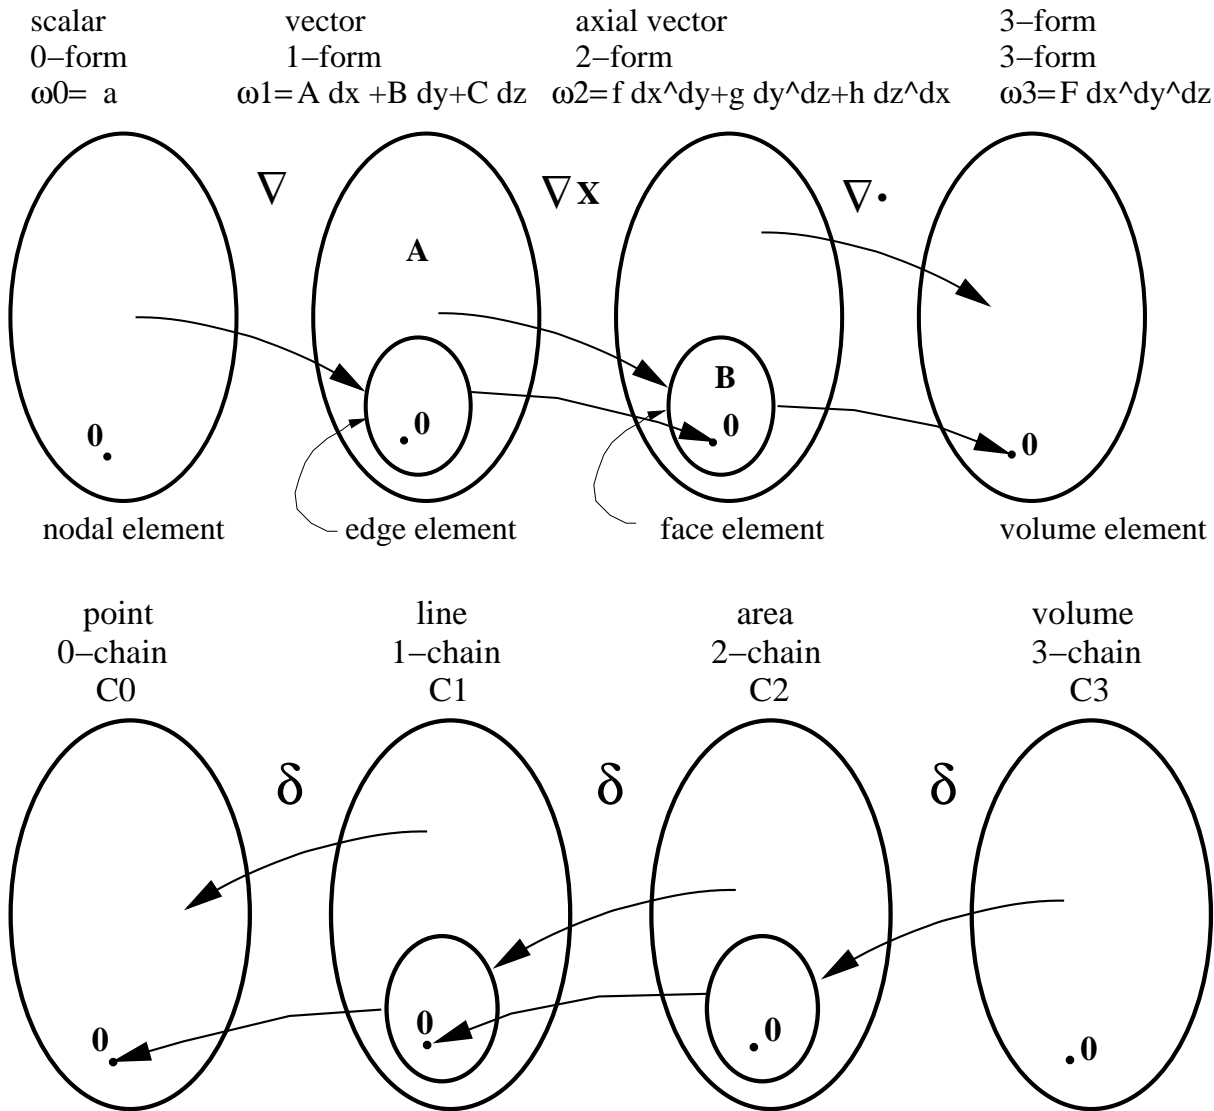 scalar vector axial vector 3−form
0−form 1−form 2−form 3−form
ω0= a ω1=A dx +B dy+C dz ω2=f dx^dy+g dy^dz+h dz^dx ω3=F dx^dy^dz
∇ ∇x ∇•
A
B
0 0 0 0
nodal element edge element face element volume element
point line area volume
0−chain 1−chain 2−chain 3−chain
C0 C1 C2 C3
δ δ δ
0 0 0 0